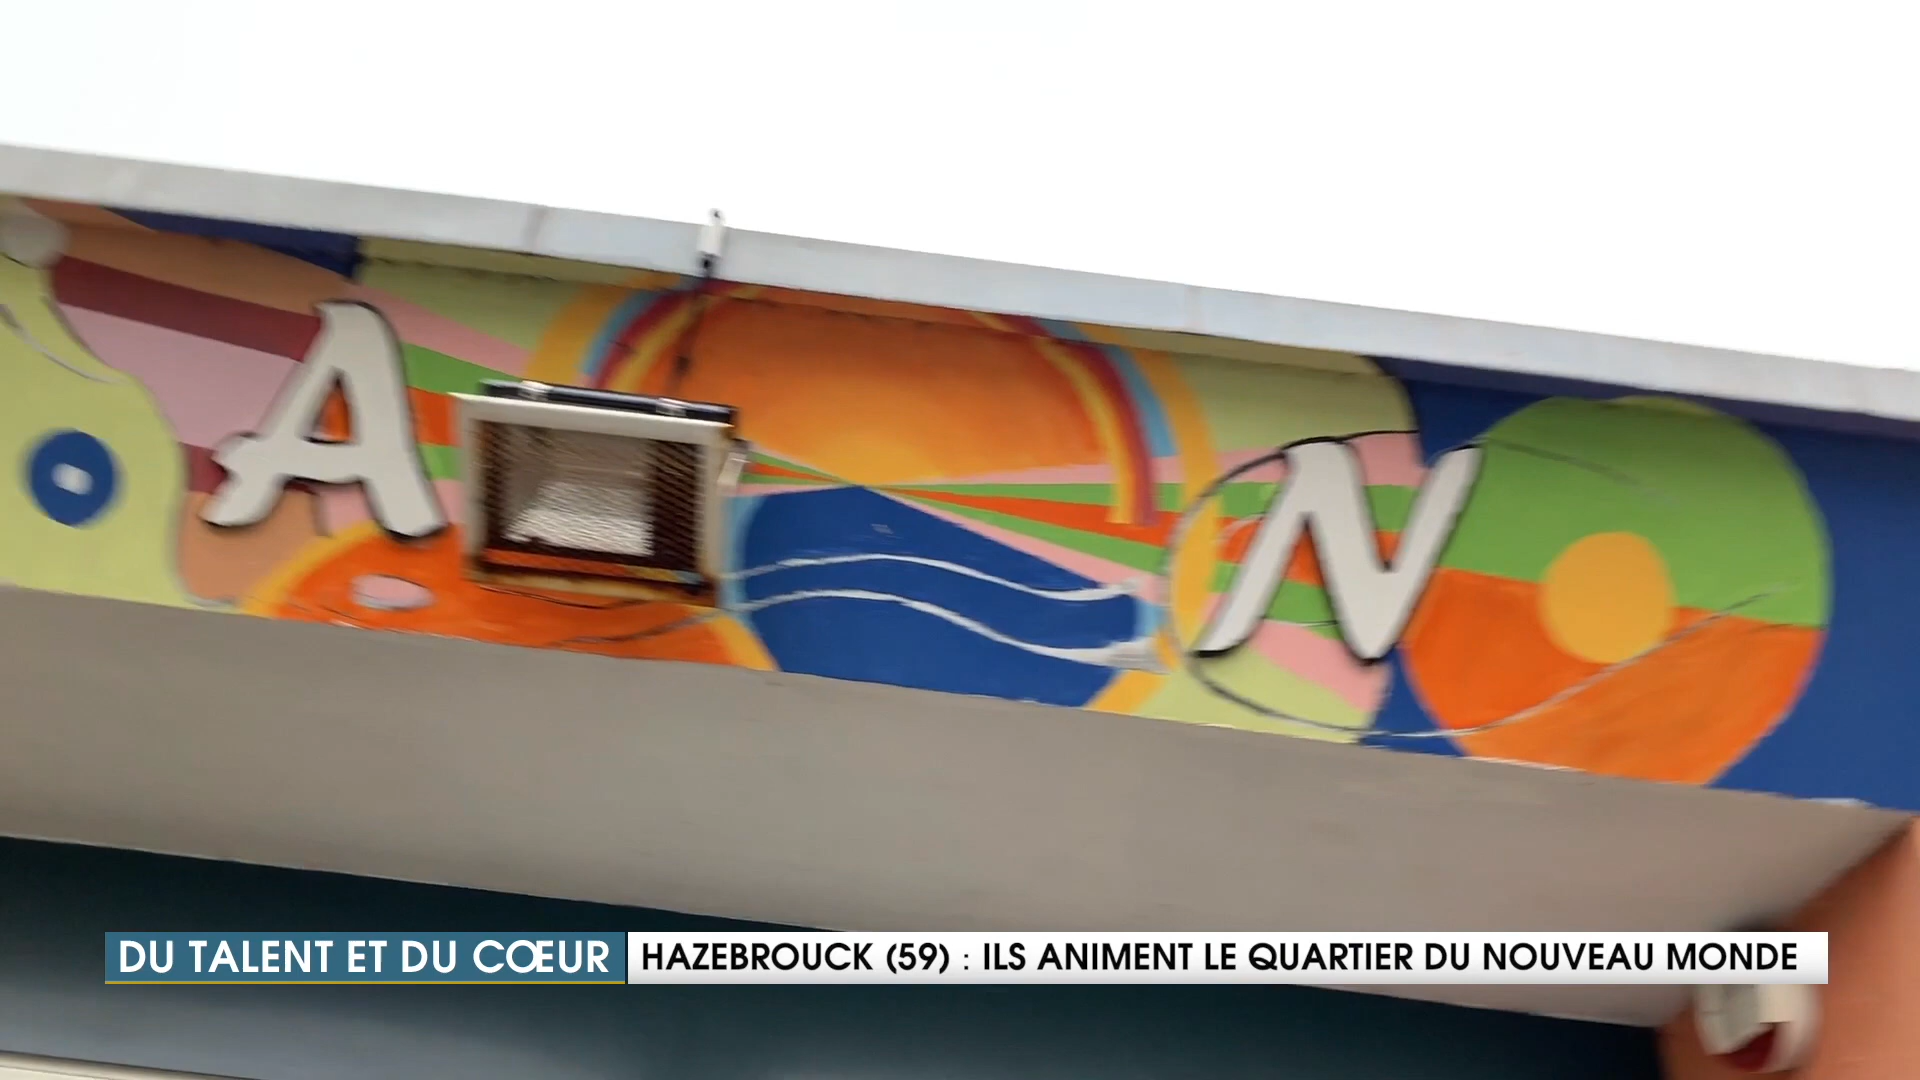 A N
DU TALENT ET DU CŒUR
HAZEBROUCK (59) : ILS ANIMENT LE QUARTIER DU NOUVEAU MONDE